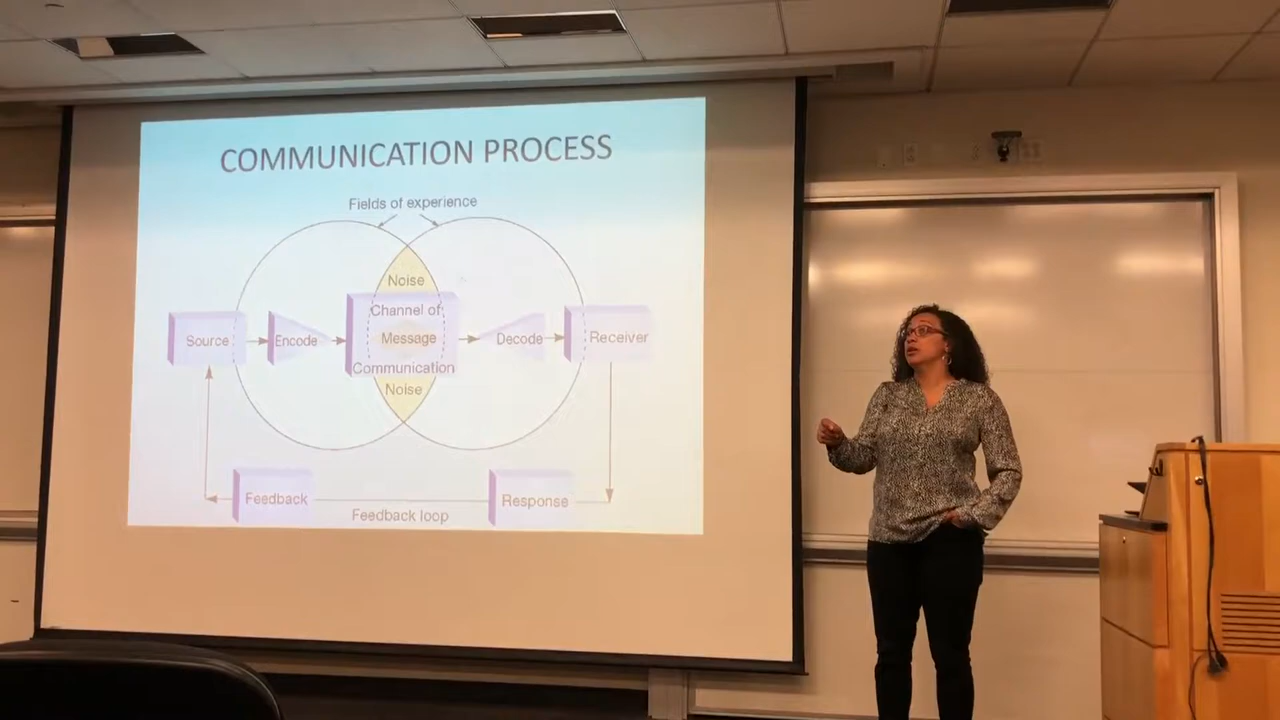 COMMUNICATION PROCESS
Fields of experience
Noise
Channel of
Source
Encode
Message
Decode
Receiver
Communication
Noise
Feedback
Response
Feedback loop